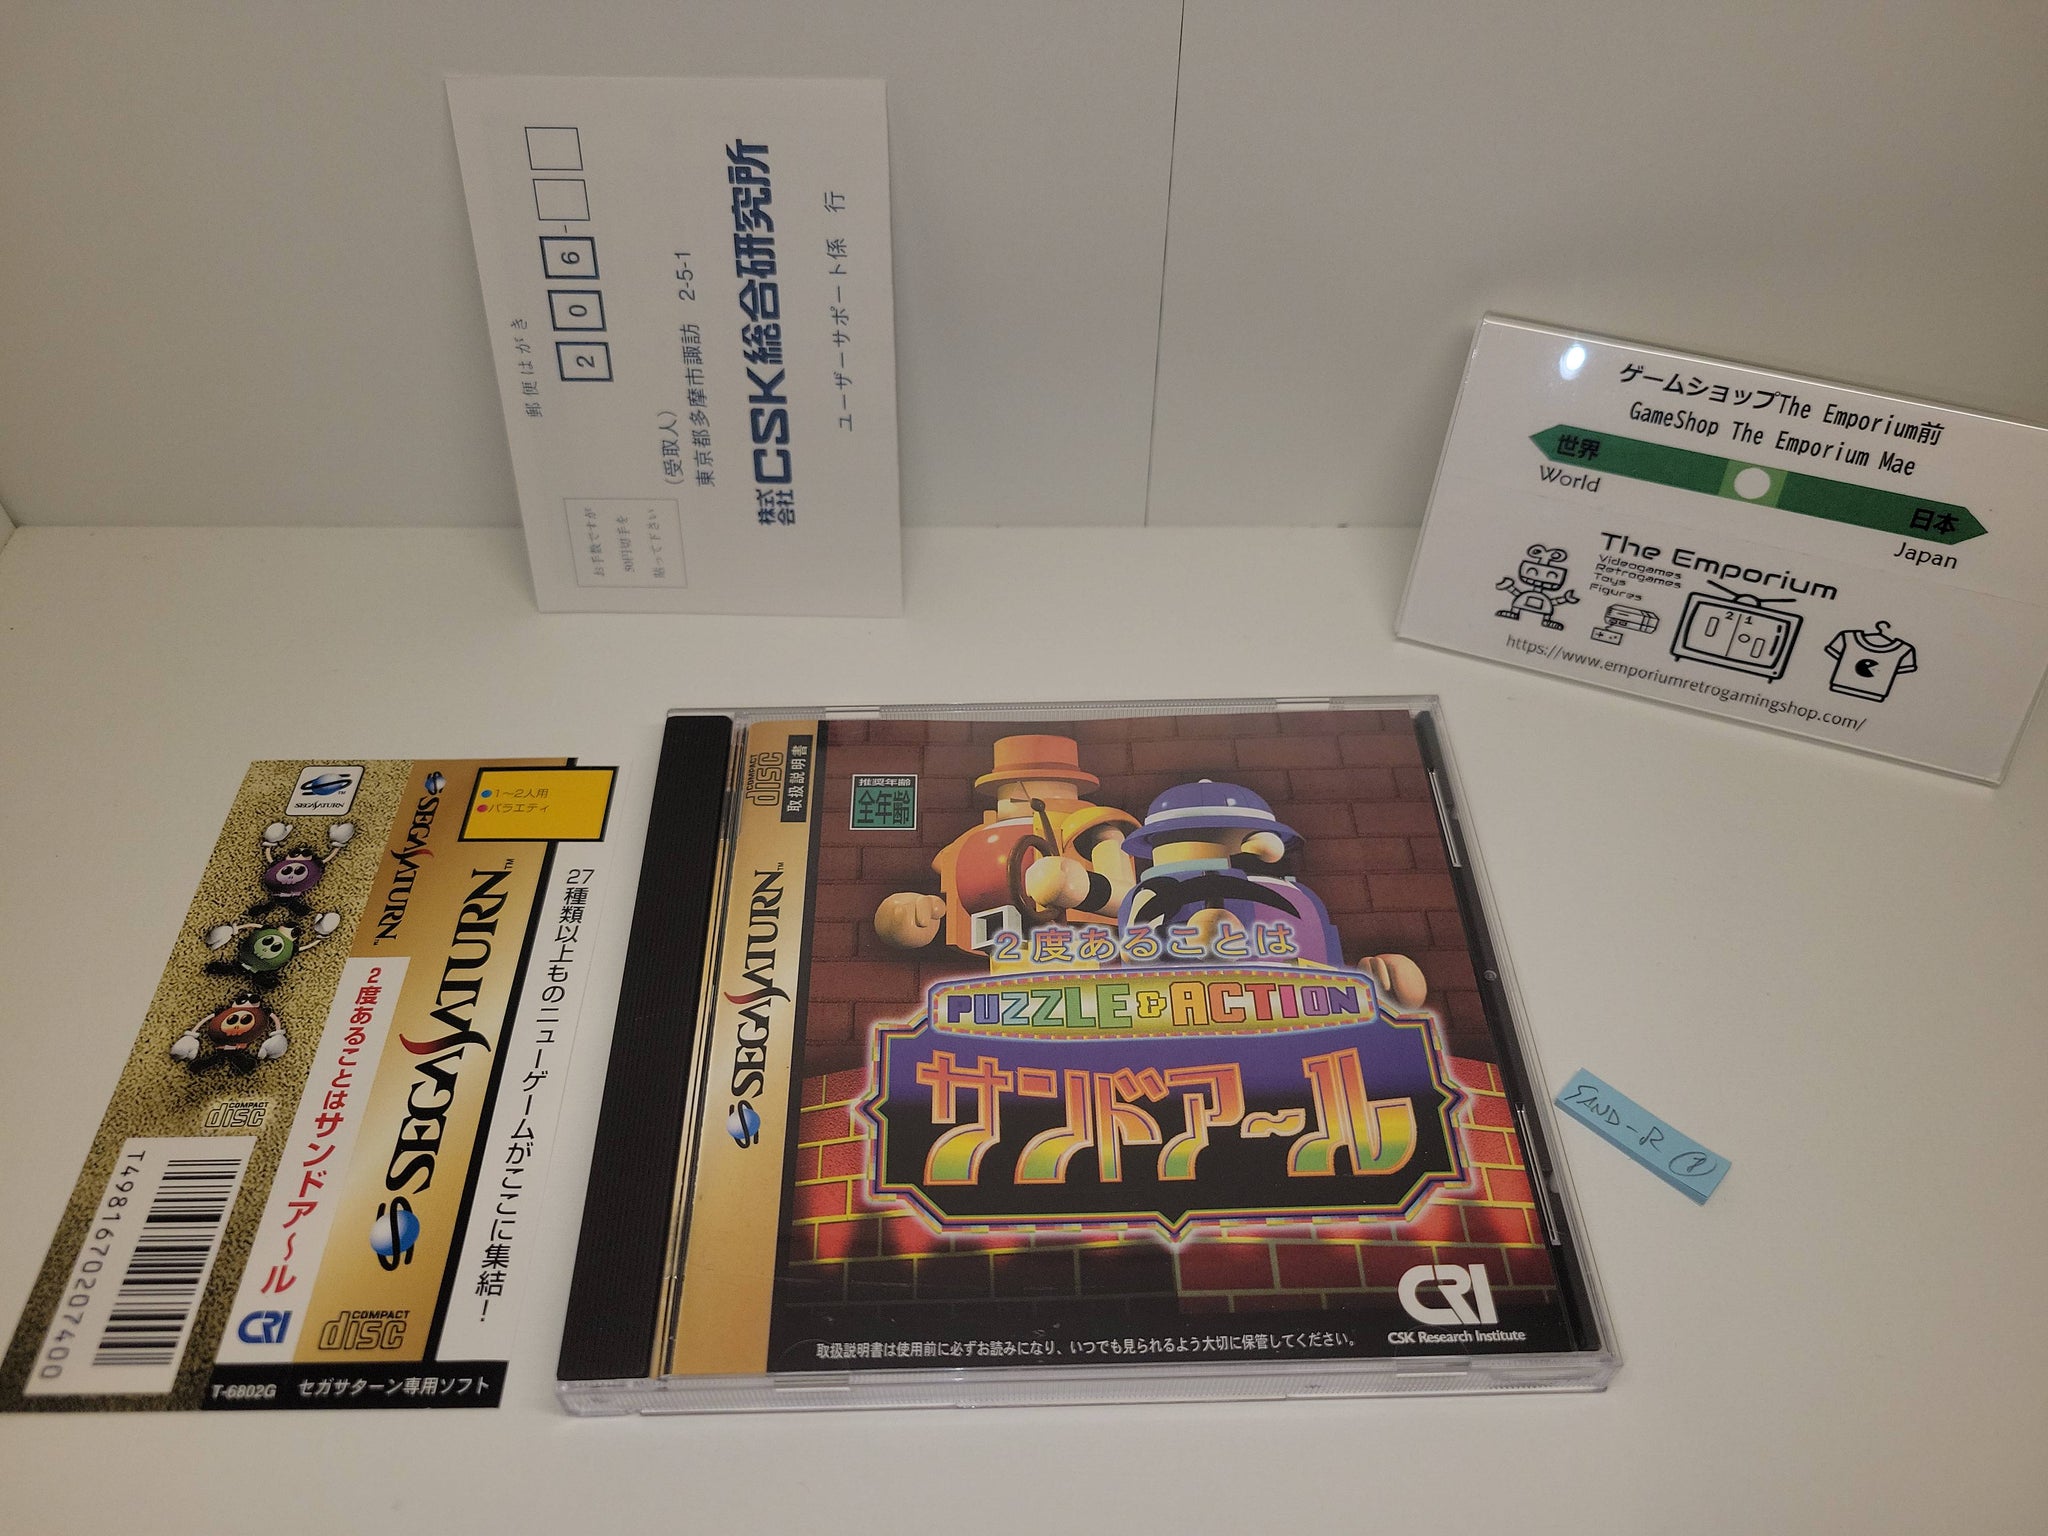 郵便はがき
206-
(受取人)
東京都多摩市諏訪 2-5-1
株式会社CSK総合研究所
ユーザーサポート係 行
お手数ですが
50円切手を
貼って下さい
ゲームショップThe Emporium前
GameShop The Emporium Mae
世界
World
日本
Japan
The Emporium
Videogames
Retrogames
Toys
Figures
2 1
https://www.emporiumretrogamingshop.com/
SEGA SATURN™
COMPACT disc
T4981670207400
SEGA SATURN™
2度あることはサンドア〜ル
CRI
SEGA SATURN™
COMPACT disc
T-6802G セガサターン専用ソフト
1〜2人用
バラエティ
27種類以上ものニューゲームがここに集結!
COMPACT disc
取扱説明書
SEGA SATURN™
推奨年齢
全年齢
2度あることは
PUZZLE & ACTION
サンドア〜ル
CRI
CSK Research Institute
取扱説明書は使用前に必ずお読みになり、いつでも見られるよう大切に保管してください。
SAND-R (1)